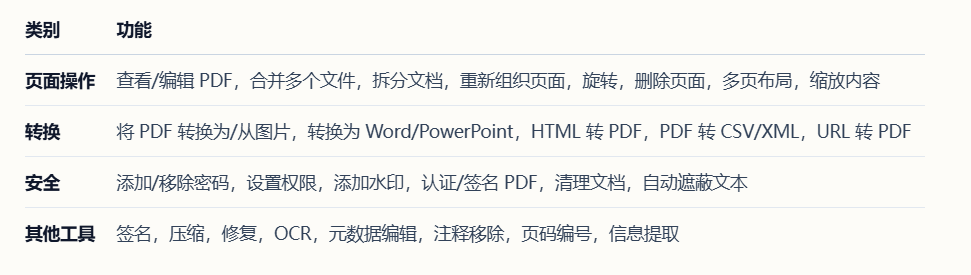 类别 功能
页面操作 查看/编辑 PDF，合并多个文件，拆分文档，重新组织页面，旋转，删除页面，多页布局，缩放内容
转换 将 PDF 转换为/从图片，转换为 Word/PowerPoint，HTML 转 PDF，PDF 转 CSV/XML，URL 转 PDF
安全 添加/移除密码，设置权限，添加水印，认证/签名 PDF，清理文档，自动遮蔽文本
其他工具 签名，压缩，修复，OCR，元数据编辑，注释移除，页码编号，信息提取